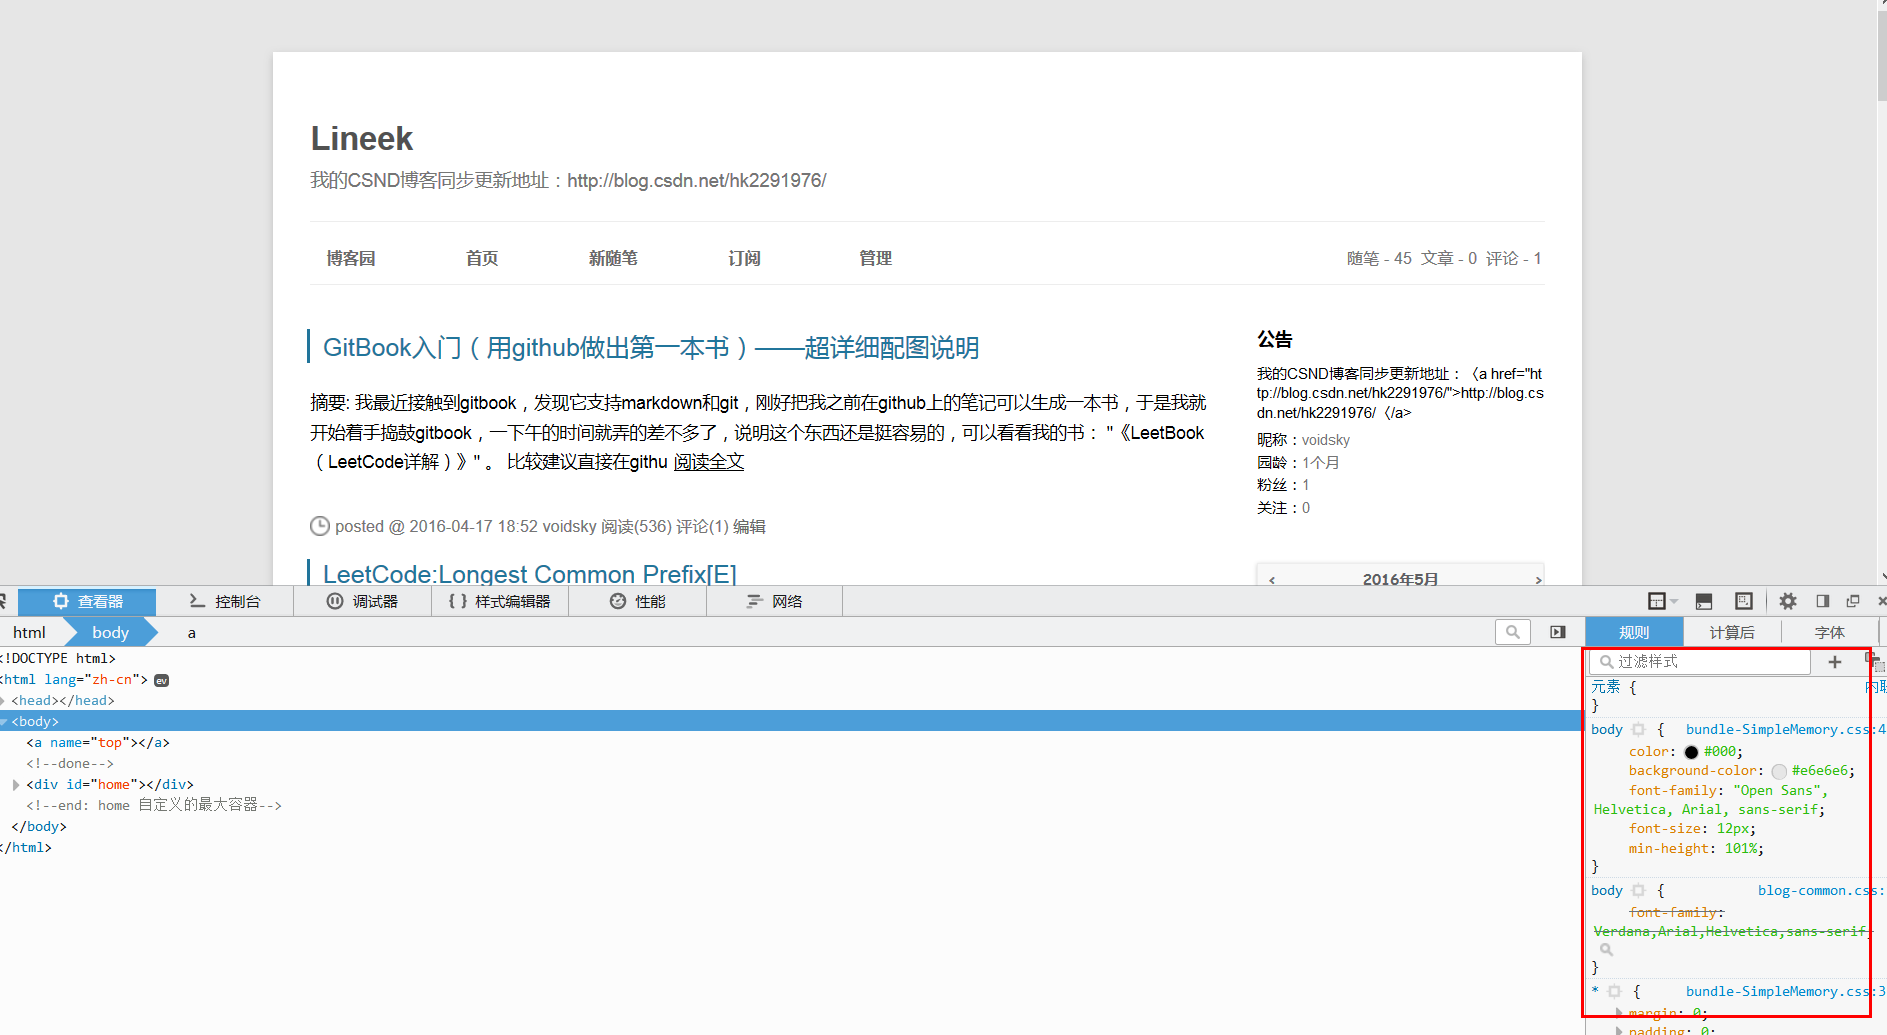 Lineek
我的CSND博客同步更新地址：http://blog.csdn.net/hk2291976/
博客园 首页 新随笔 订阅 管理 随笔 - 45 文章 - 0 评论 - 1
GitBook入门（用github做出第一本书）——超详细配图说明
摘要: 我最近接触到gitbook，发现它支持markdown和git，刚好把我之前在github上的笔记可以生成一本书，于是我就
开始着手捣鼓gitbook，一下午的时间就弄的差不多了，说明这个东西还是挺容易的，可以看看我的书： "《LeetBook
（LeetCode详解）》" 。 比较建议直接在githu 阅读全文
posted @ 2016-04-17 18:52 voidsky 阅读(536) 评论(1) 编辑
LeetCode:Longest Common Prefix[E]
公告
我的CSND博客同步更新地址：〈a href="ht
tp://blog.csdn.net/hk2291976/">http://blog.cs
dn.net/hk2291976/〈/a>
昵称：voidsky
园龄：1个月
粉丝：1
关注：0
‹ 2016年5月 ›
查看器 控制台 调试器 {} 样式编辑器 性能 网络
html body a
<!DOCTYPE html>
<html lang="zh-cn"> ev
<head></head>
<body>
<a name="top"></a>
<!--done-->
<div id="home"></div>
<!--end: home 自定义的最大容器-->
</body>
</html>
规则 计算后 字体
过滤样式 +
元素 { 内联
}
body { bundle-SimpleMemory.css:4
color: #000;
background-color: #e6e6e6;
font-family: "Open Sans",
Helvetica, Arial, sans-serif;
font-size: 12px;
min-height: 101%;
}
body { blog-common.css:
font-family:
Verdana,Arial,Helvetica,sans-serif;
}
* { bundle-SimpleMemory.css:3
margin: 0;
padding: 0;